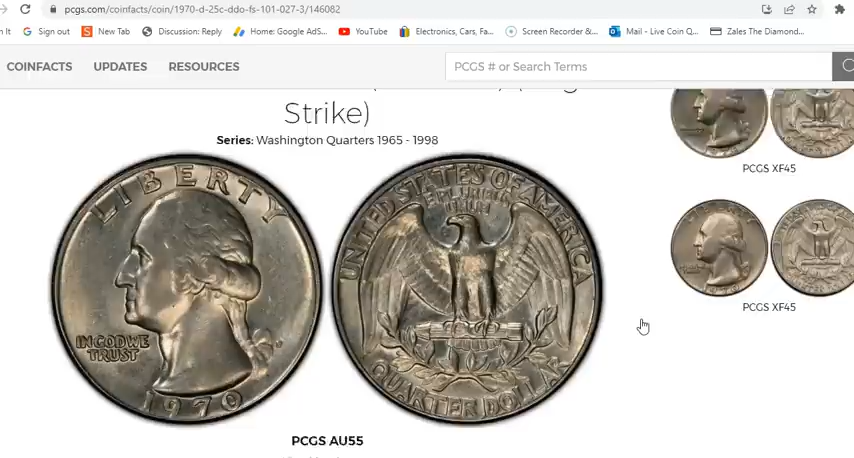 pcgs.com/coinfacts/coin/1970-d-25c-ddo-fs-101-027-3/146082
n It Sign out New Tab Discussion: Reply Home: Google AdS... YouTube Electronics, Cars, Fa... Screen Recorder &... Mail - Live Coin Q... Zales The Diamond...
COINFACTS UPDATES RESOURCES PCGS # or Search Terms
Strike)
Series: Washington Quarters 1965 - 1998
LIBERTY
IN GOD WE
TRUST
1970
UNITED STATES OF AMERICA
E PLURIBUS
UNUM
QUARTER DOLLAR
PCGS AU55
PCGS XF45
PCGS XF45